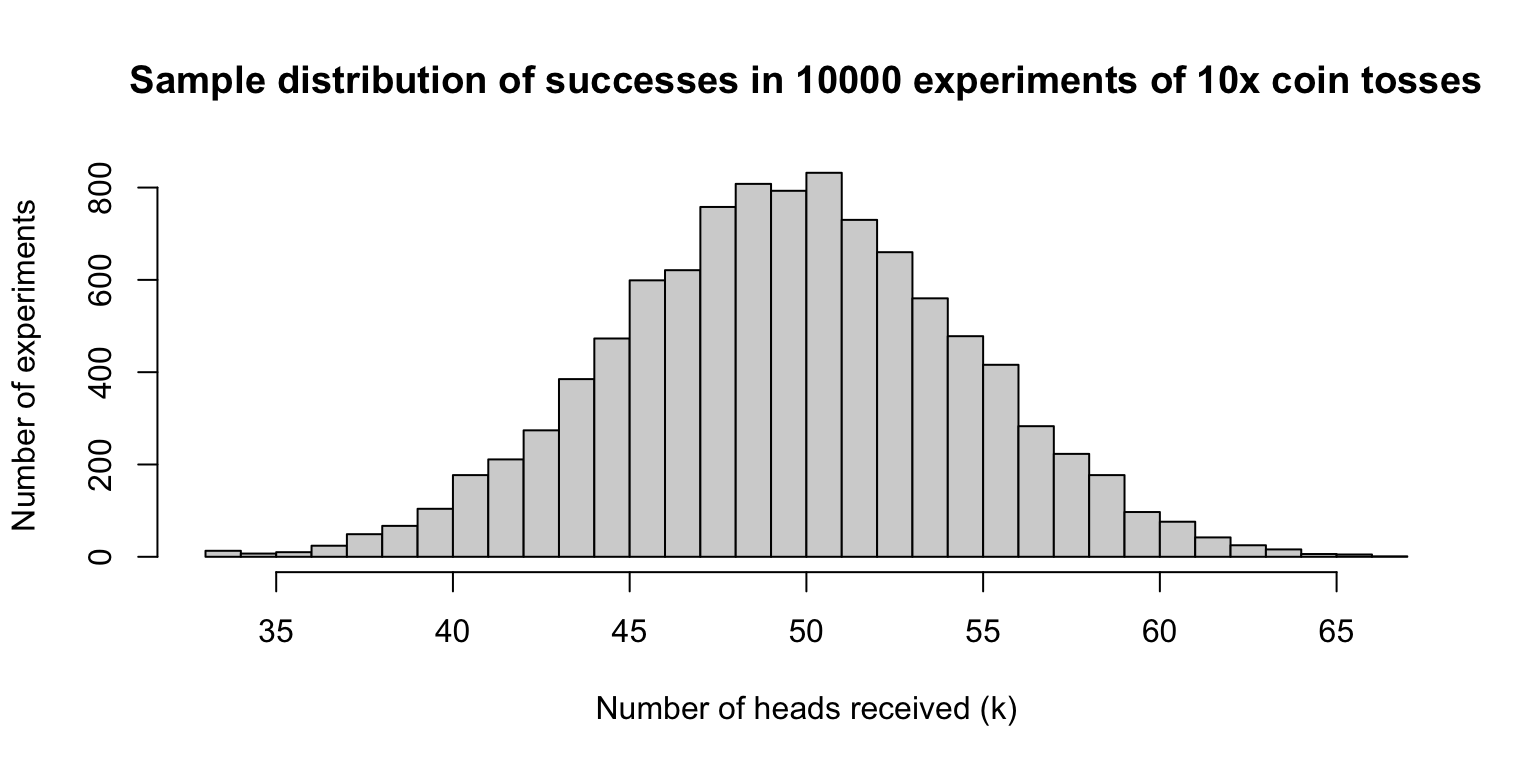 Sample distribution of successes in 10000 experiments of 10x coin tosses
Number of experiments
800
600
400
200
0
35 40 45 50 55 60 65
Number of heads received (k)